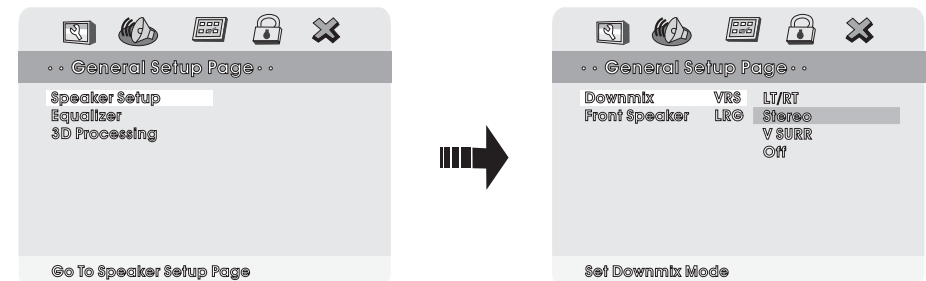 ·· General Setup Page ··
Speaker Setup
Equalizer
3D Processing
Go To Speaker Setup Page
·· General Setup Page ··
Downmix VRS LT/RT
Front Speaker LRG Stereo
V SURR
Off
Set Downmix Mode